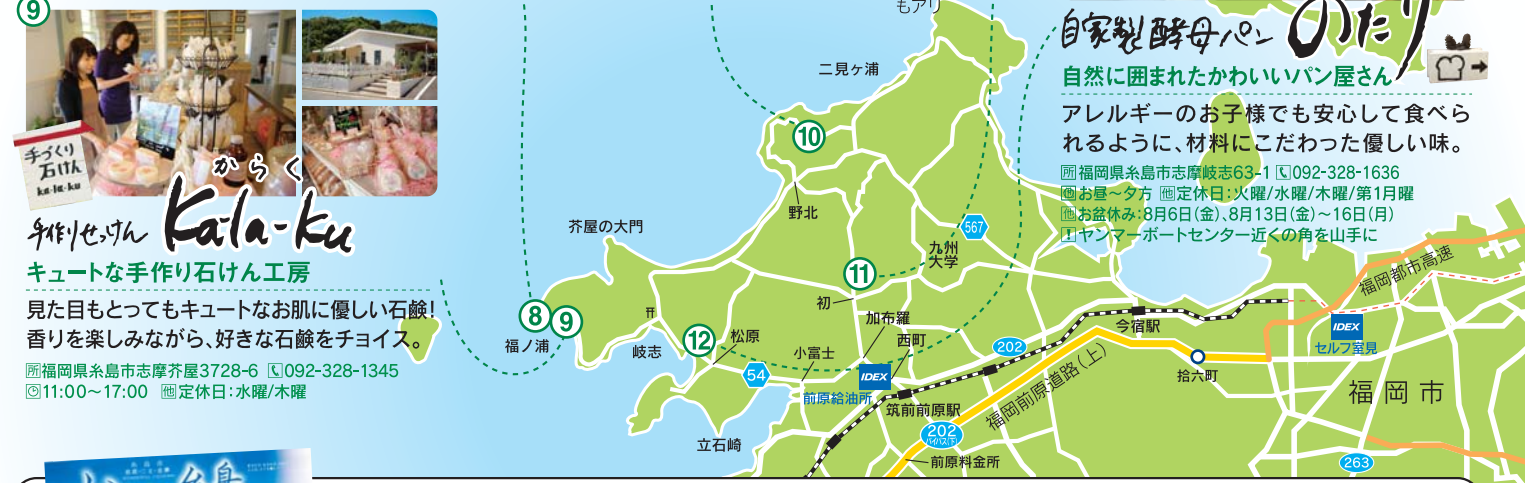 9
手づくり
石けん
ka-la-ku
からく
手作りせっけん Ka-la-ku
キュートな手作り石けん工房
見た目もとってもキュートなお肌に優しい石鹸!
香りを楽しみながら、好きな石鹸をチョイス。
所福岡県糸島市志摩芥屋3728-6 092-328-1345
11:00〜17:00 他定休日:水曜/木曜
もアリ
二見ヶ浦
10
野北
芥屋の大門
567
九州
大学
11
初
加布羅
西町
8
9
福ノ浦
岐志
12
松原
小富士
54
IDEX
前原給油所
筑前前原駅
202
今宿駅
福岡前原道路(上)
202
バイパス(下)
前原料金所
立石崎
拾六町
IDEX
セルフ室見
福岡都市高速
福岡市
263
自家製酵母パン のたり
自然に囲まれたかわいいパン屋さん
アレルギーのお子様でも安心して食べら
れるように、材料にこだわった優しい味。
所福岡県糸島市志摩岐志63-1 092-328-1636
他お昼〜夕方 他定休日:火曜/水曜/木曜/第1月曜
他お盆休み:8月6日(金)、8月13日(金)〜16日(月)
!ヤンマーボートセンター近くの角を山手に
糸島